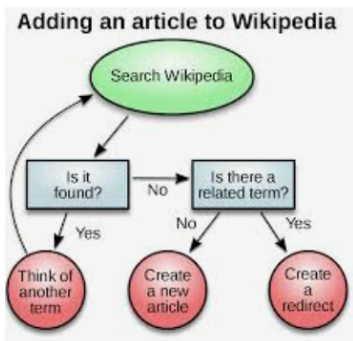 Adding an article to Wikipedia
Search Wikipedia
Is it
found?
No
Is there a
related term?
Yes
No
Yes
Think of
another
term
Create
a new
article
Create
a
redirect